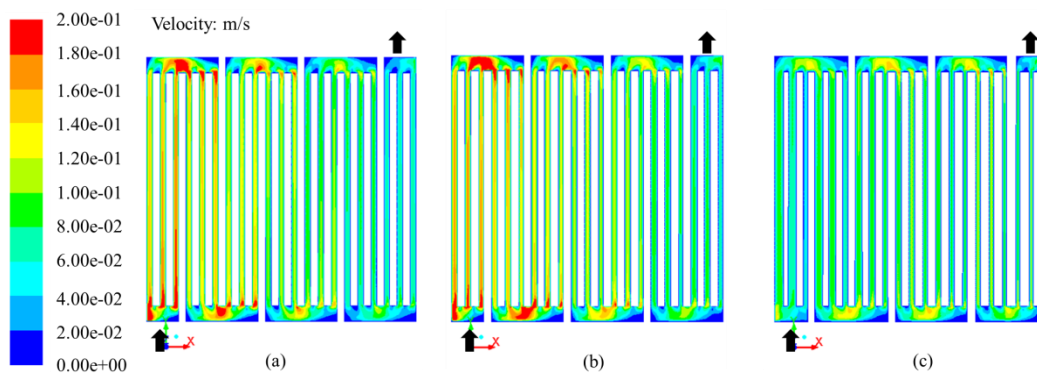 Velocity: m/s
2.00e-01
1.80e-01
1.60e-01
1.40e-01
1.20e-01
1.00e-01
8.00e-02
6.00e-02
4.00e-02
2.00e-02
0.00e+00
X
X
X
(a)
(b)
(c)